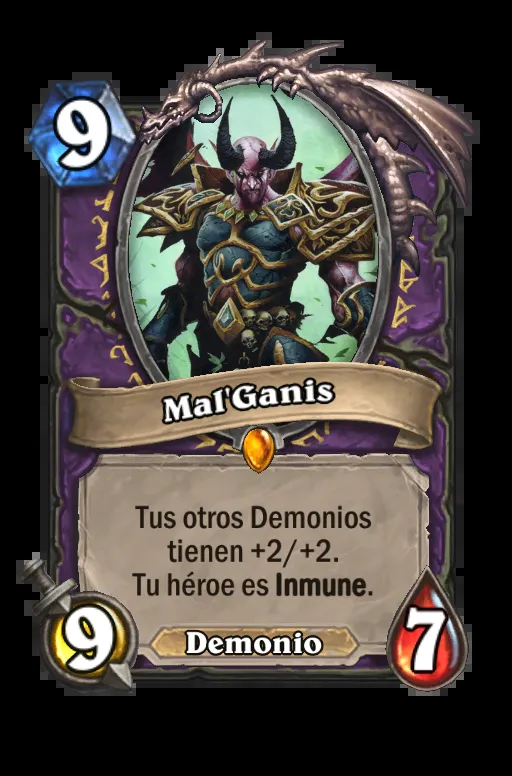 9
Mal'Ganis
Tus otros Demonios
tienen +2/+2.
Tu héroe es Inmune.
9
Demonio
7